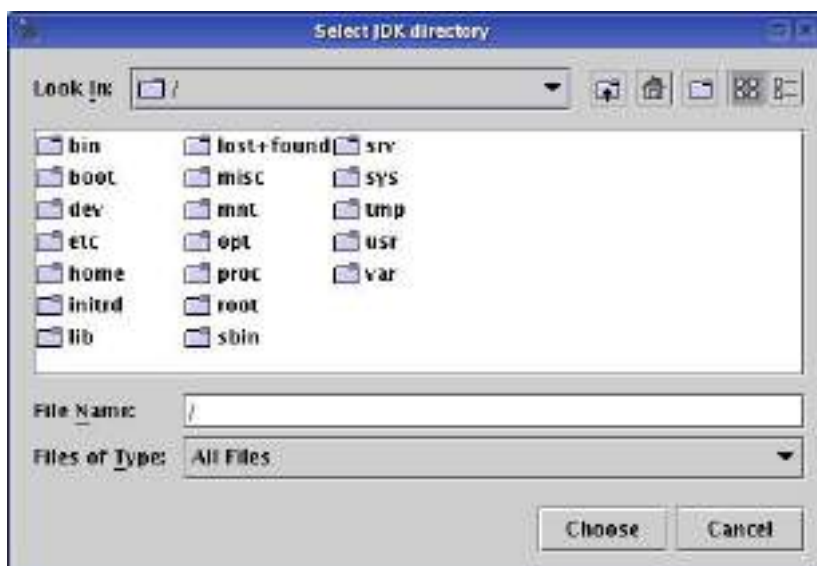 Select JDK directory
Look In: /
bin
boot
dev
etc
home
initrd
lib
lost+found
misc
mnt
opt
proc
root
sbin
srv
sys
tmp
usr
var
File Name: /
Files of Type: All Files
Choose Cancel